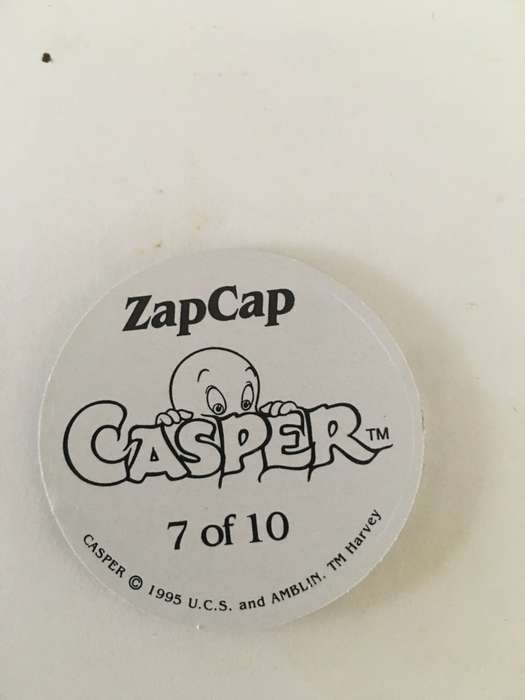 ZapCap
CASPER™
7 of 10
CASPER © 1995 U.C.S. and AMBLIN. TM Harvey